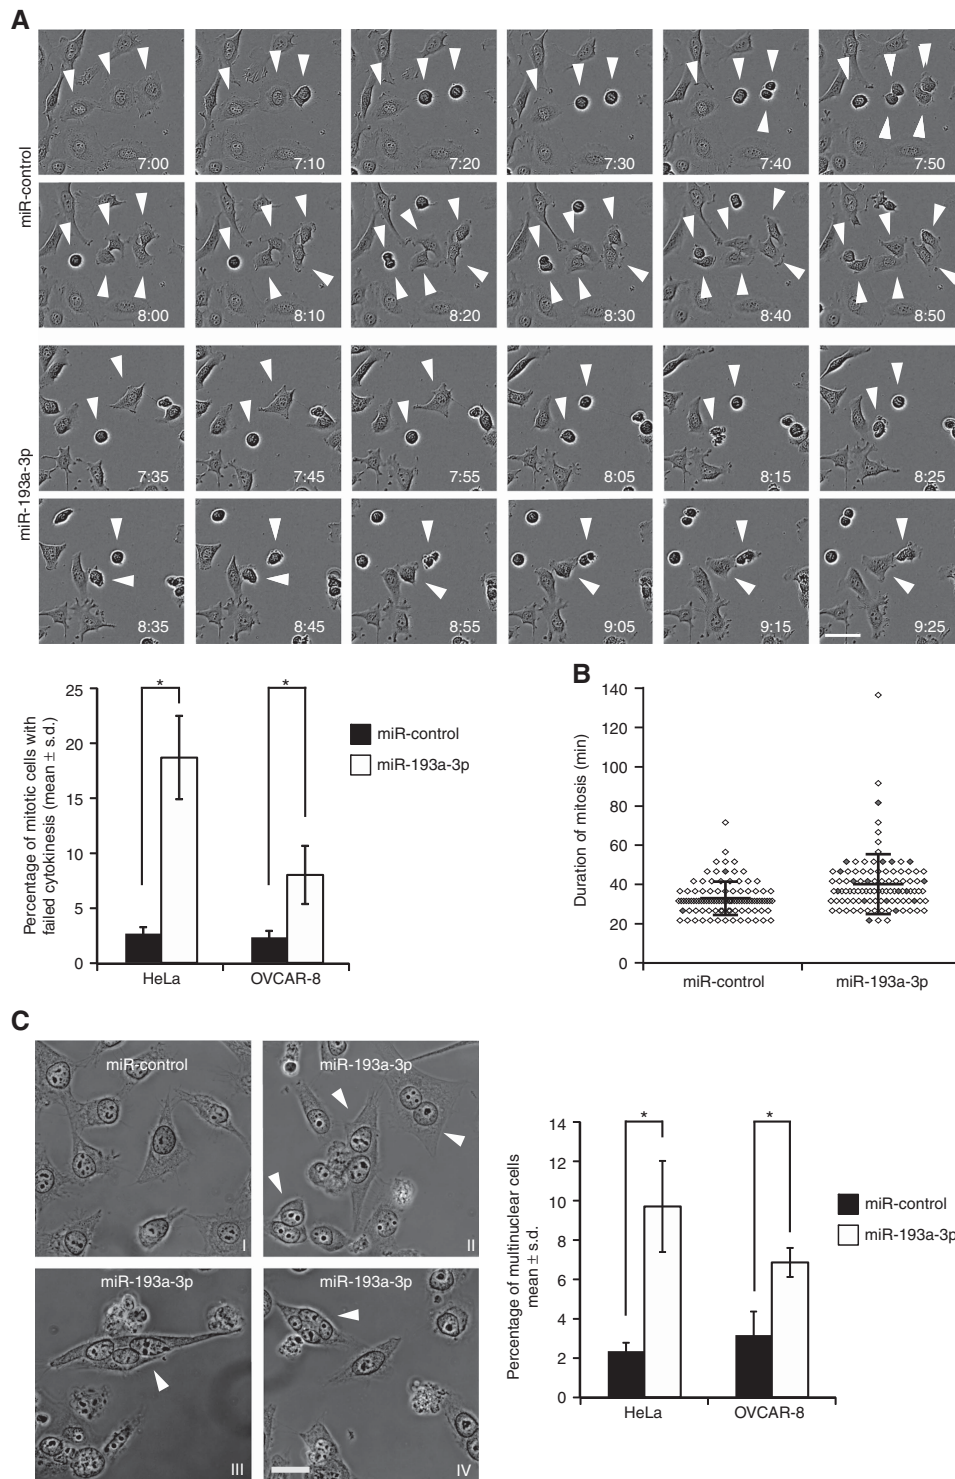 A
miR-control
7:00
7:10
7:20
7:30
7:40
7:50
8:00
8:10
8:20
8:30
8:40
8:50
miR-193a-3p
7:35
7:45
7:55
8:05
8:15
8:25
8:35
8:45
8:55
9:05
9:15
9:25
Percentage of mitotic cells with
failed cytokinesis (mean ± s.d.)
25
20
15
10
5
0
*
*
HeLa
OVCAR-8
miR-control
miR-193a-3p
B
Duration of mitosis (min)
140
120
100
80
60
40
20
0
miR-control
miR-193a-3p
C
miR-control
I
miR-193a-3p
II
miR-193a-3p
III
miR-193a-3p
IV
Percentage of multinuclear cells
mean ± s.d.
14
12
10
8
6
4
2
0
*
*
HeLa
OVCAR-8
miR-control
miR-193a-3p